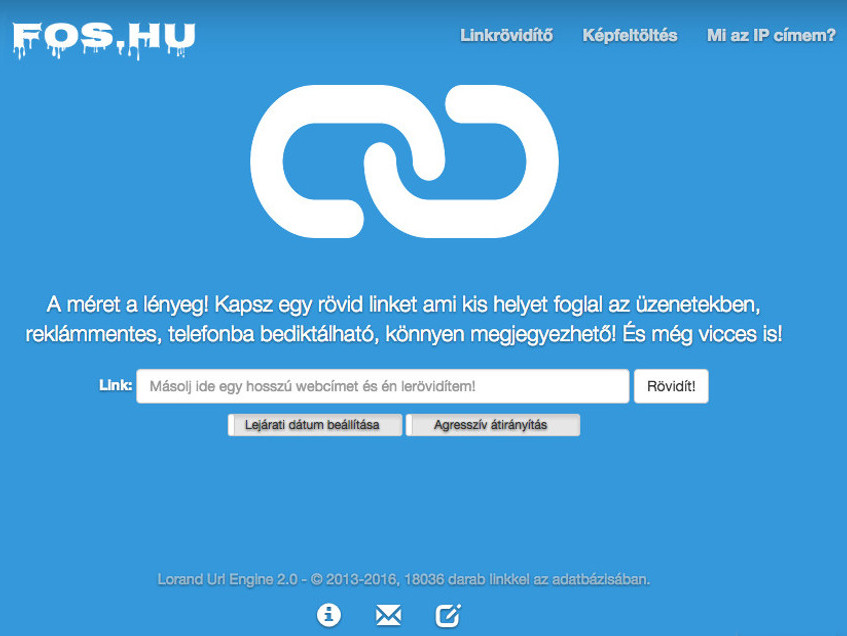 FOS.HU
Linkrövidítő Képfeltöltés Mi az IP címem?
A méret a lényeg! Kapsz egy rövid linket ami kis helyet foglal az üzenetekben,
reklámmentes, telefonba bediktálható, könnyen megjegyezhető! És még vicces is!
Link: Másolj ide egy hosszú webcímet és én lerövidítem! Rövidít!
Lejárati dátum beállítása Agresszív átirányítás
Lorand Url Engine 2.0 - © 2013-2016, 18036 darab linkkel az adatbázisában.